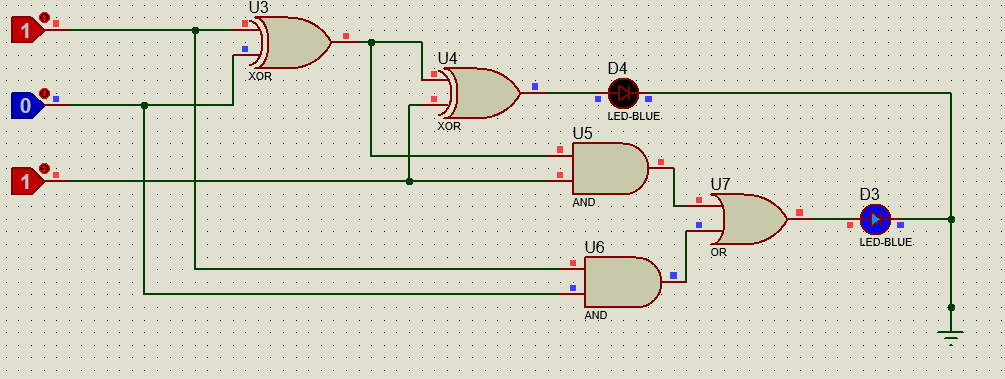 1
U3
XOR
0
U4
XOR
D4
LED-BLUE
1
U5
AND
U7
OR
D3
LED-BLUE
U6
AND